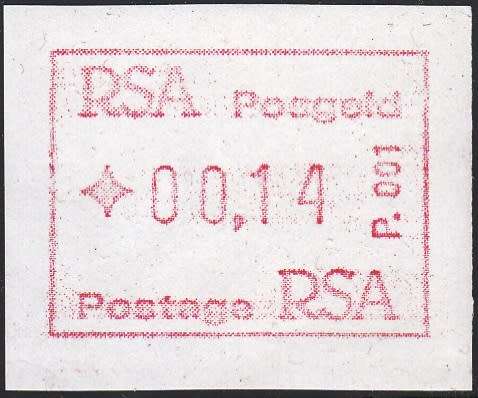 RSA Posgeld
00,14
P.001
Postage RSA